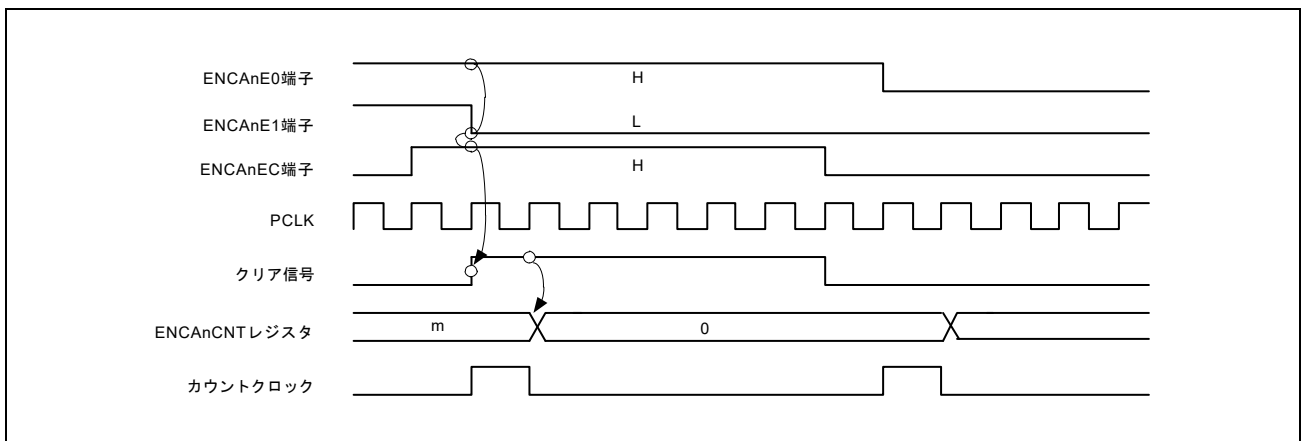 ENCAnE0端子
H
ENCAnE1端子
L
ENCAnEC端子
H
PCLK
クリア信号
ENCAnCNTレジスタ
m
0
カウントクロック